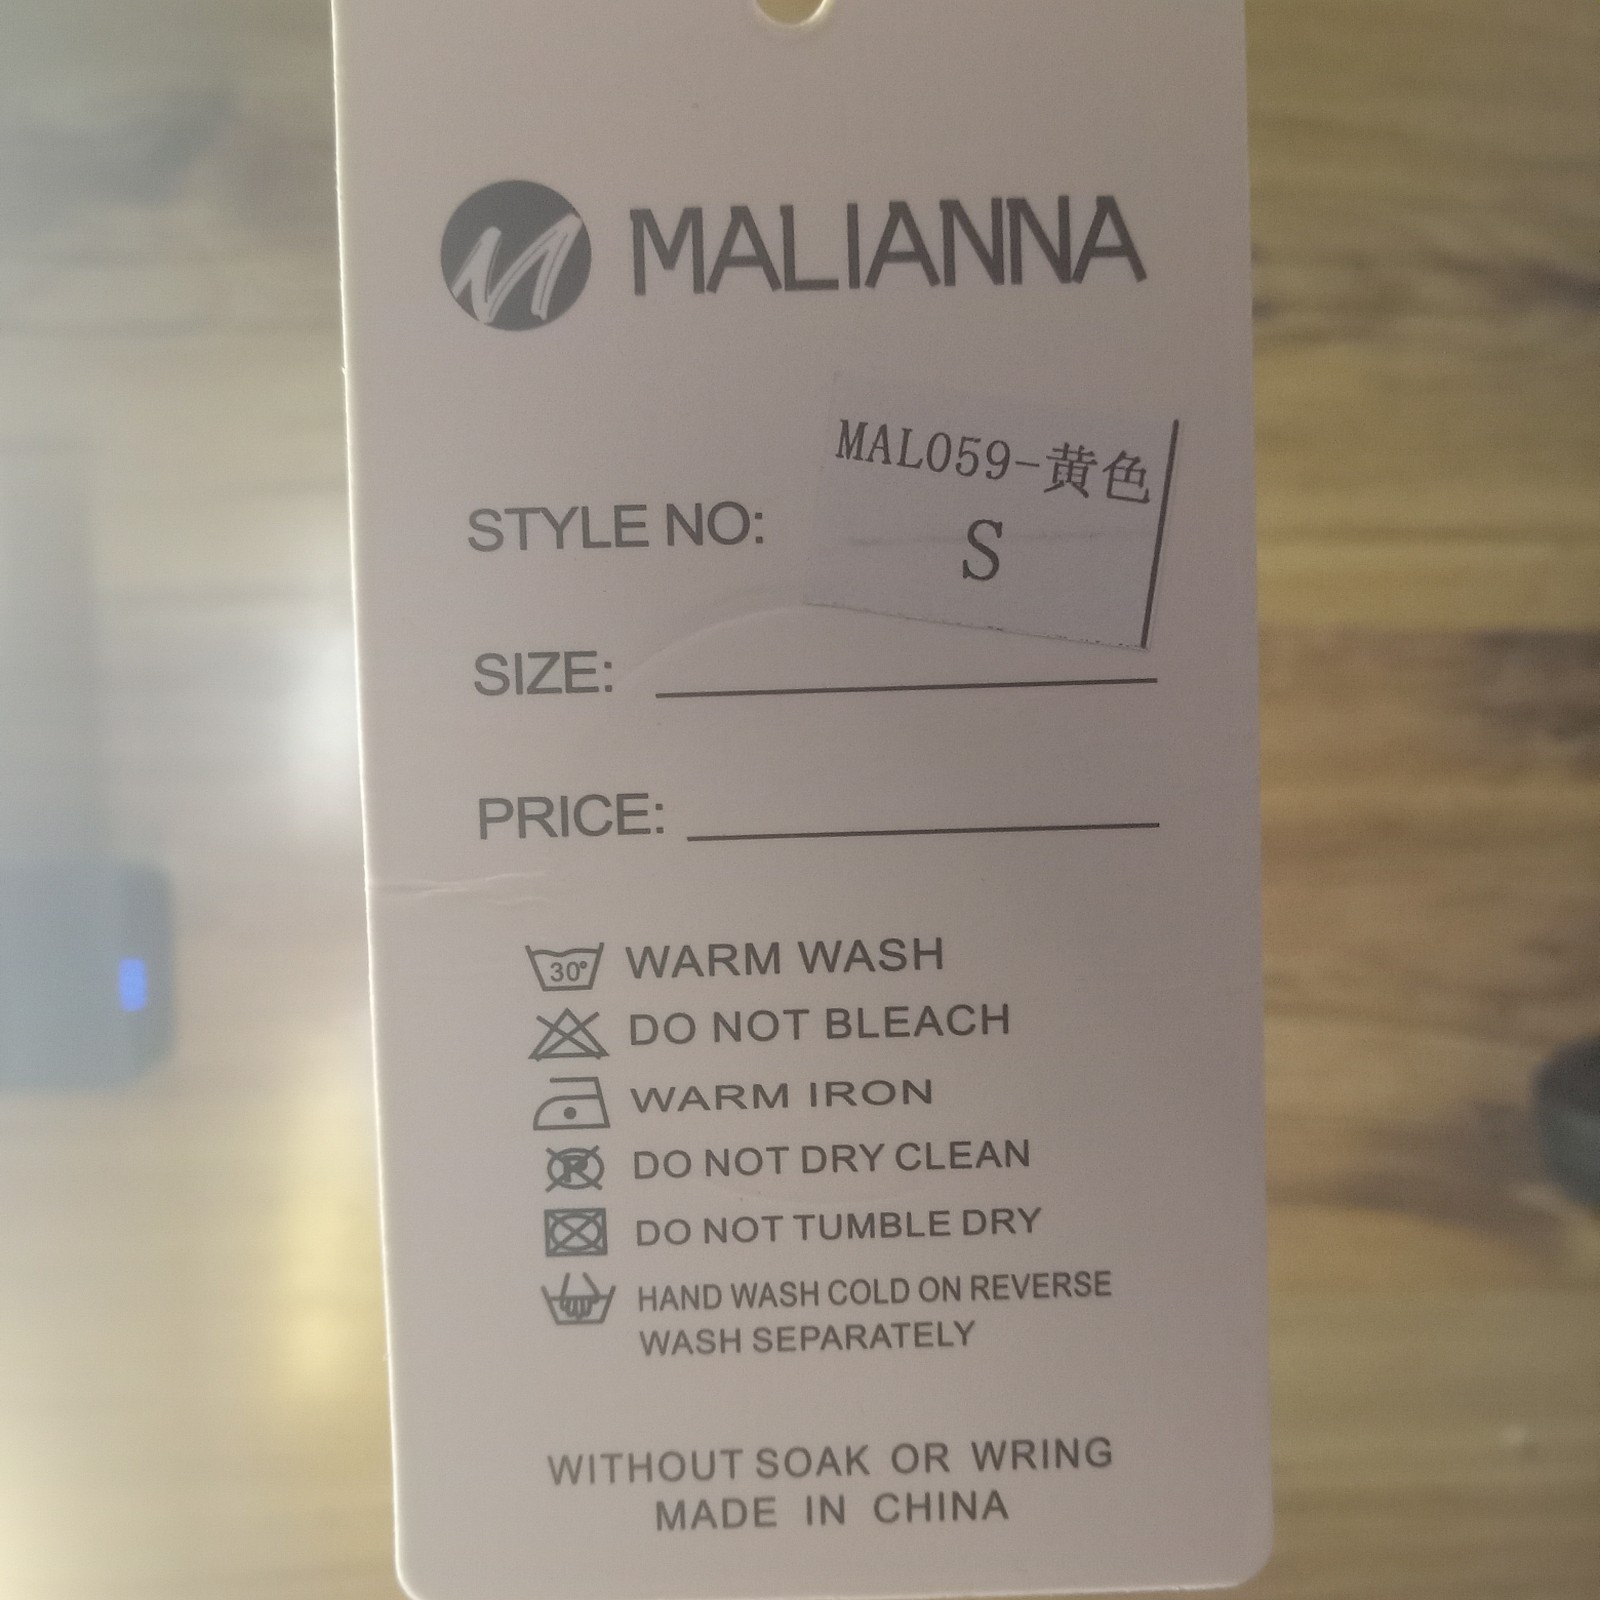 MALIANNA
MAL059-黄色
STYLE NO:
S
SIZE:
PRICE:
30° WARM WASH
DO NOT BLEACH
WARM IRON
P DO NOT DRY CLEAN
DO NOT TUMBLE DRY
HAND WASH COLD ON REVERSE
WASH SEPARATELY
WITHOUT SOAK OR WRING
MADE IN CHINA